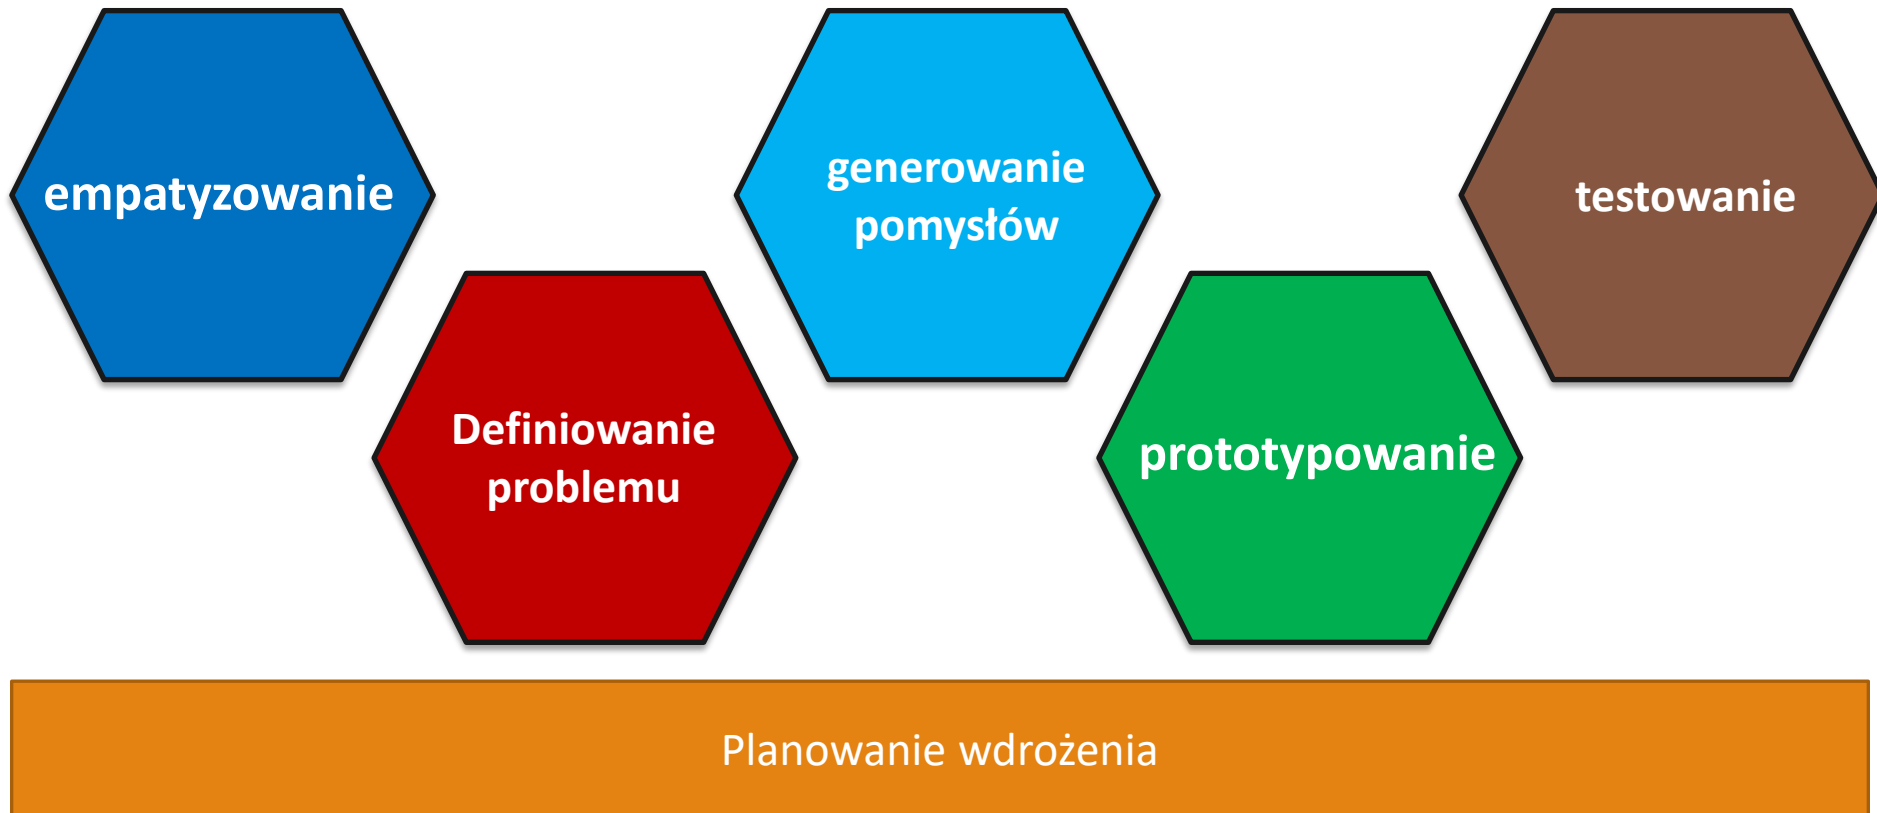 empatyzowanie
Definiowanie
problemu
generowanie
pomysłów
prototypowanie
testowanie
Planowanie wdrożenia